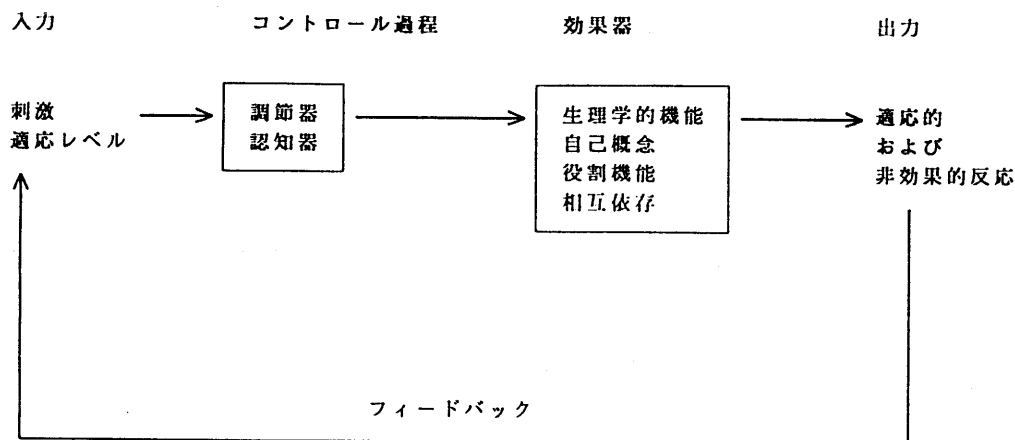 入力
コントロール過程
効果器
出力
刺激
適応レベル
調節器
認知器
生理学的機能
自己概念
役割機能
相互依存
適応的
および
非効果的反応
フィードバック